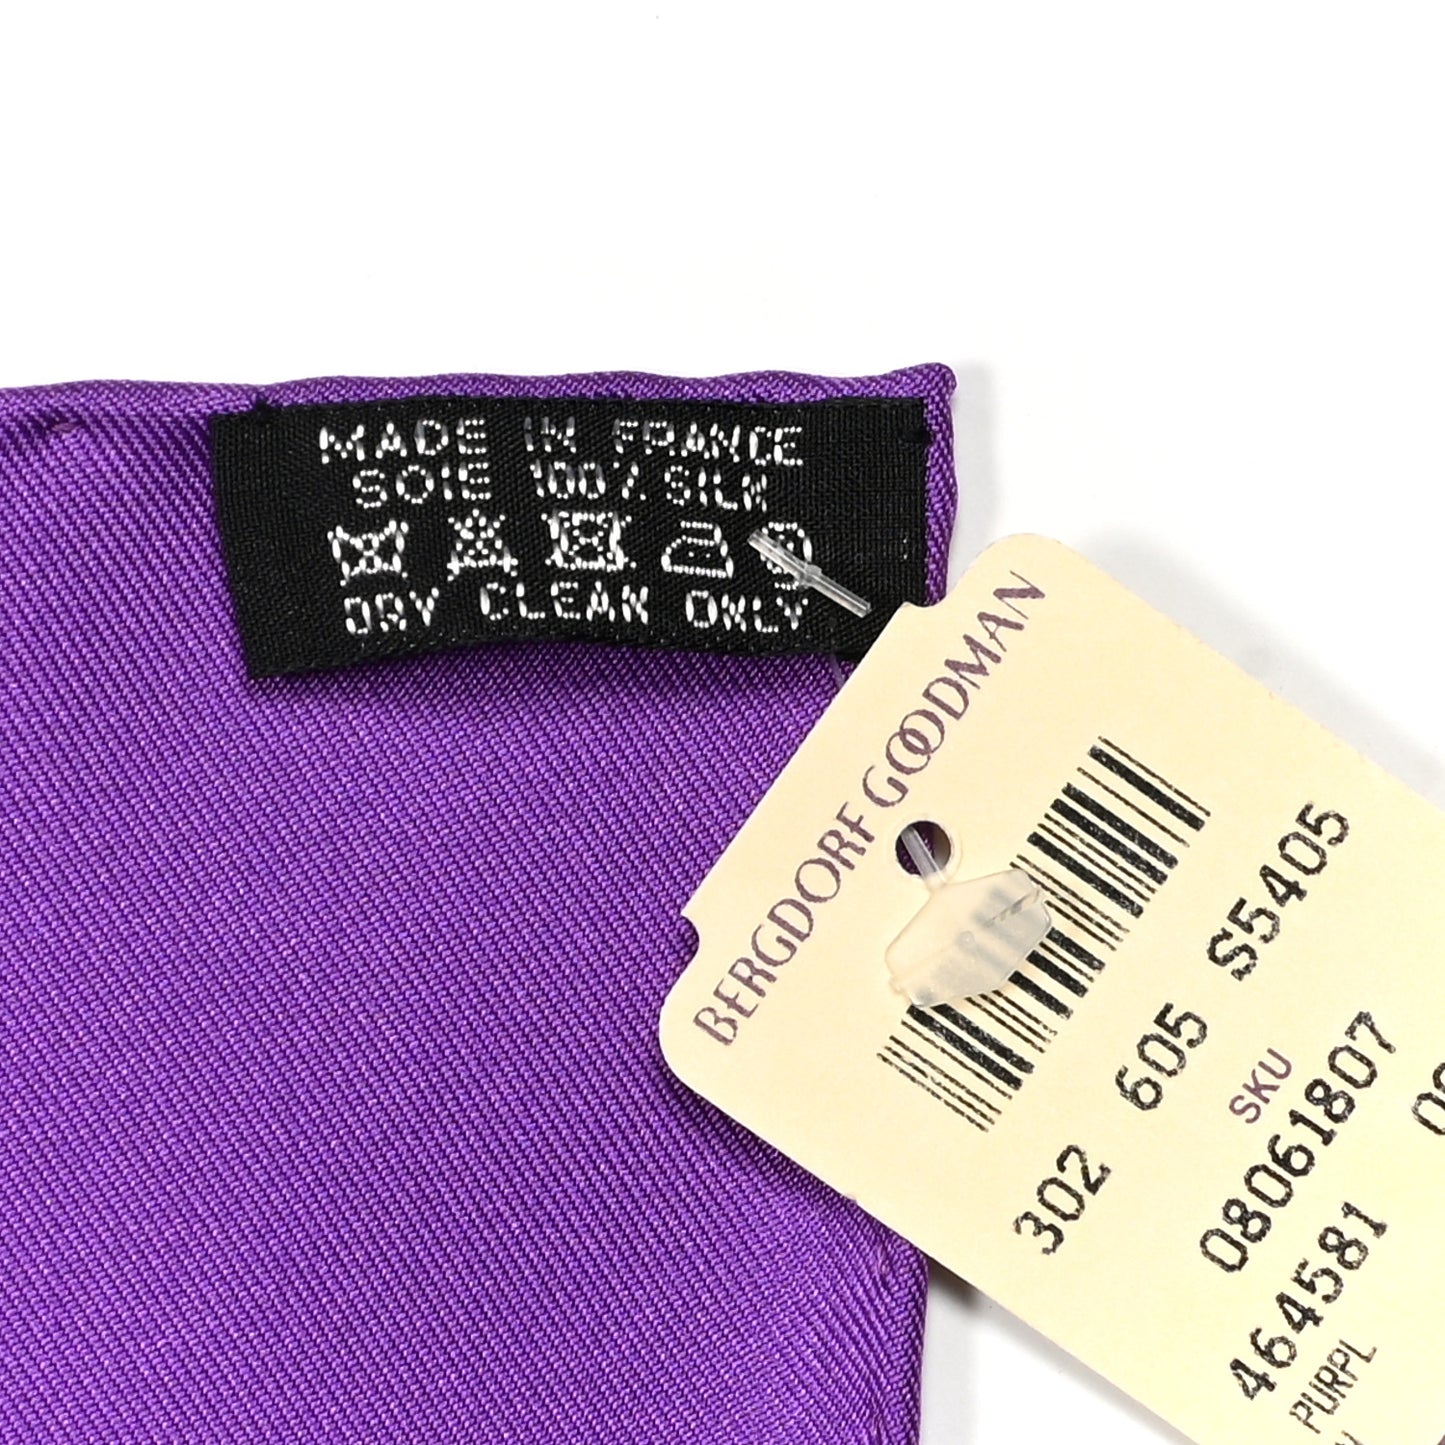 MADE IN FRANCE
SOIE 100% SILK
DRY CLEAN ONLY
BERGDORF GOODMAN
302 605 S5405
SKU
08061807
464581
PURPL